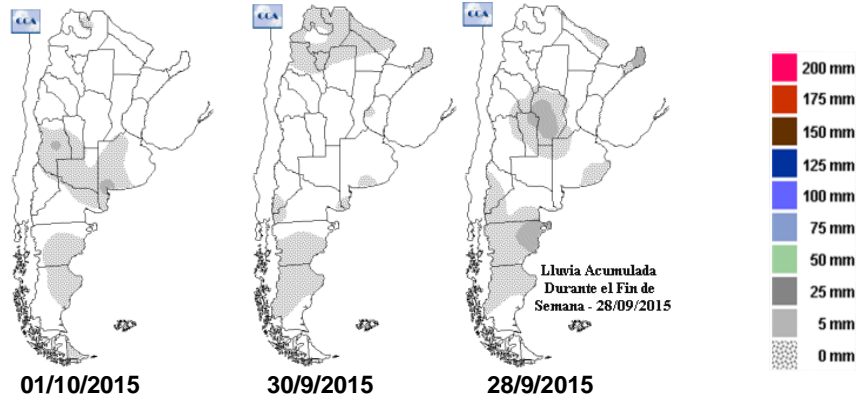 CCA
CCA
CCA
200 mm
175 mm
150 mm
125 mm
100 mm
75 mm
50 mm
25 mm
5 mm
0 mm
Lluvia Acumulada
Durante el Fin de
Semana - 28/09/2015
01/10/2015
30/9/2015
28/9/2015